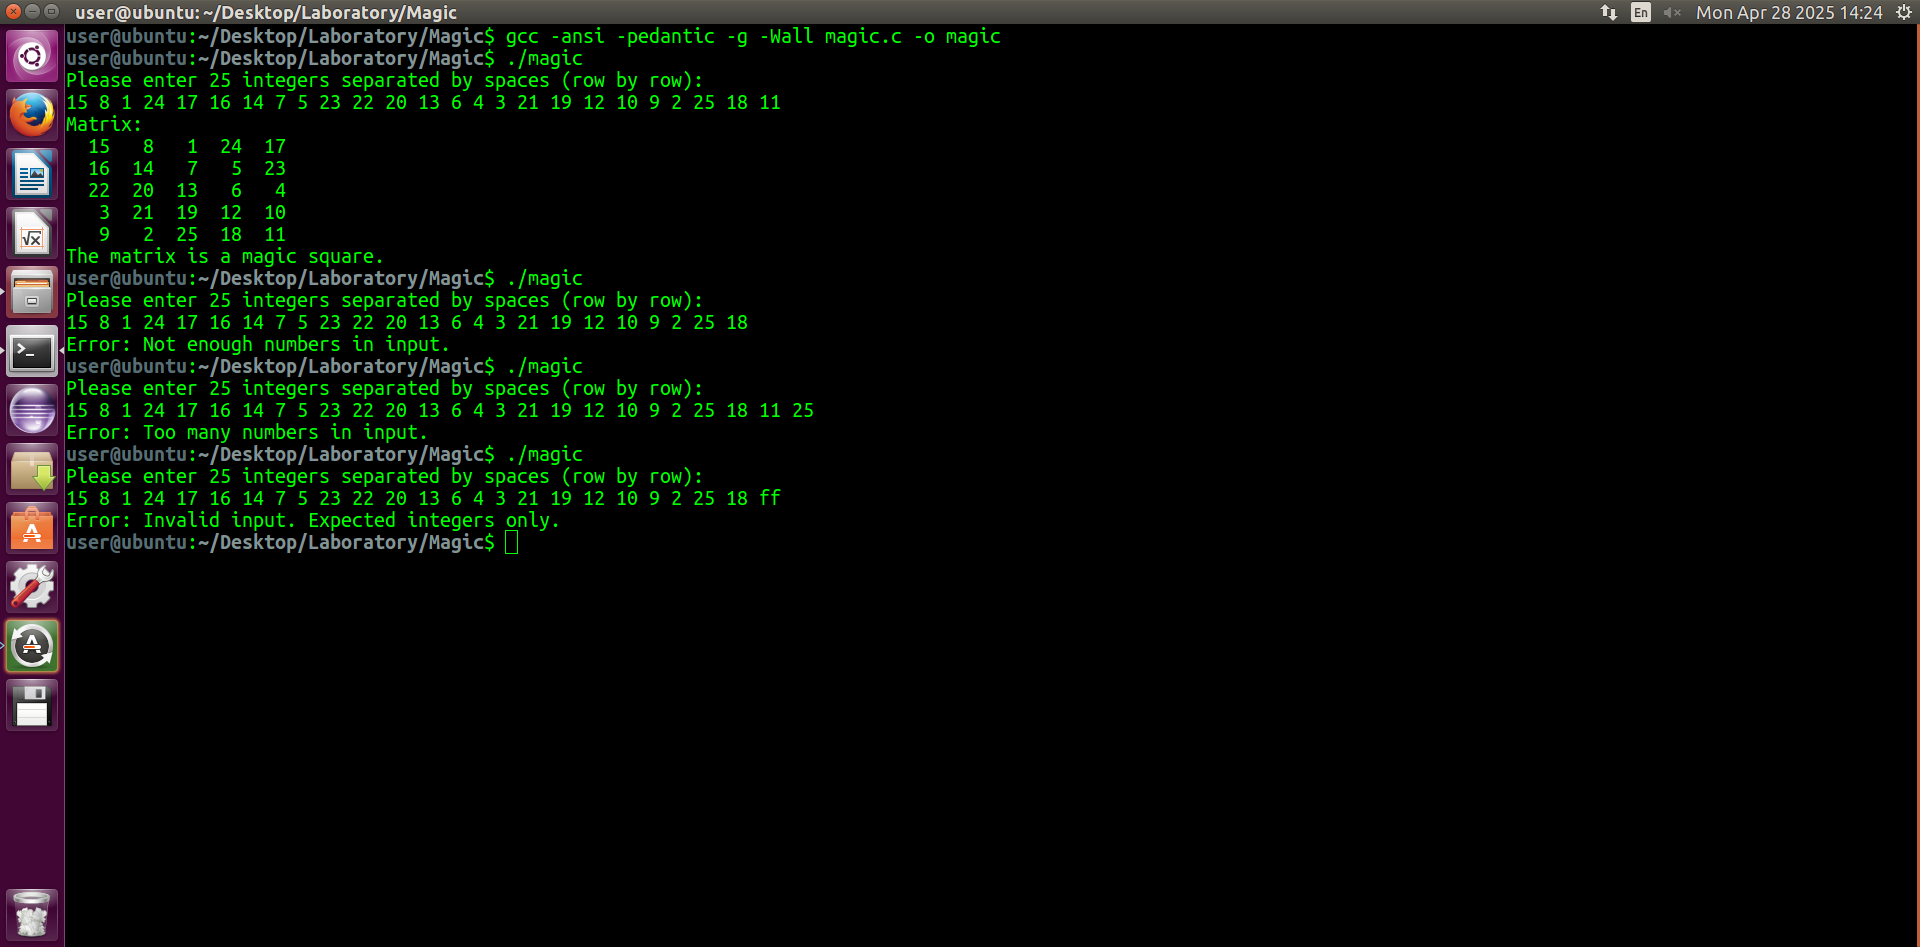 user@ubuntu: ~/Desktop/Laboratory/Magic
En
Mon Apr 28 2025 14:24
user@ubuntu:~/Desktop/Laboratory/Magic$ gcc -ansi -pedantic -g -Wall magic.c -o magic
user@ubuntu:~/Desktop/Laboratory/Magic$ ./magic
Please enter 25 integers separated by spaces (row by row):
15 8 1 24 17 16 14 7 5 23 22 20 13 6 4 3 21 19 12 10 9 2 25 18 11
Matrix:
  15   8   1  24  17
  16  14   7   5  23
  22  20  13   6   4
   3  21  19  12  10
   9   2  25  18  11
The matrix is a magic square.
user@ubuntu:~/Desktop/Laboratory/Magic$ ./magic
Please enter 25 integers separated by spaces (row by row):
15 8 1 24 17 16 14 7 5 23 22 20 13 6 4 3 21 19 12 10 9 2 25 18
Error: Not enough numbers in input.
user@ubuntu:~/Desktop/Laboratory/Magic$ ./magic
Please enter 25 integers separated by spaces (row by row):
15 8 1 24 17 16 14 7 5 23 22 20 13 6 4 3 21 19 12 10 9 2 25 18 11 25
Error: Too many numbers in input.
user@ubuntu:~/Desktop/Laboratory/Magic$ ./magic
Please enter 25 integers separated by spaces (row by row):
15 8 1 24 17 16 14 7 5 23 22 20 13 6 4 3 21 19 12 10 9 2 25 18 ff
Error: Invalid input. Expected integers only.
user@ubuntu:~/Desktop/Laboratory/Magic$